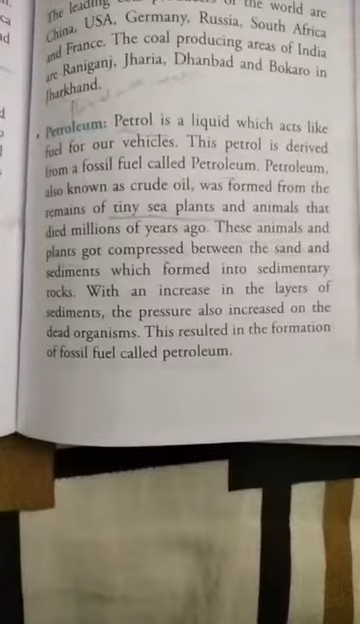 The leading of the world are
China, USA, Germany, Russia, South Africa
and France. The coal producing areas of India
are Raniganj, Jharia, Dhanbad and Bokaro in
Jharkhand.
Petroleum: Petrol is a liquid which acts like
fuel for our vehicles. This petrol is derived
from a fossil fuel called Petroleum. Petroleum,
also known as crude oil, was formed from the
remains of tiny sea plants and animals that
died millions of years ago. These animals and
plants got compressed between the sand and
sediments which formed into sedimentary
rocks. With an increase in the layers of
sediments, the pressure also increased on the
dead organisms. This resulted in the formation
of fossil fuel called petroleum.